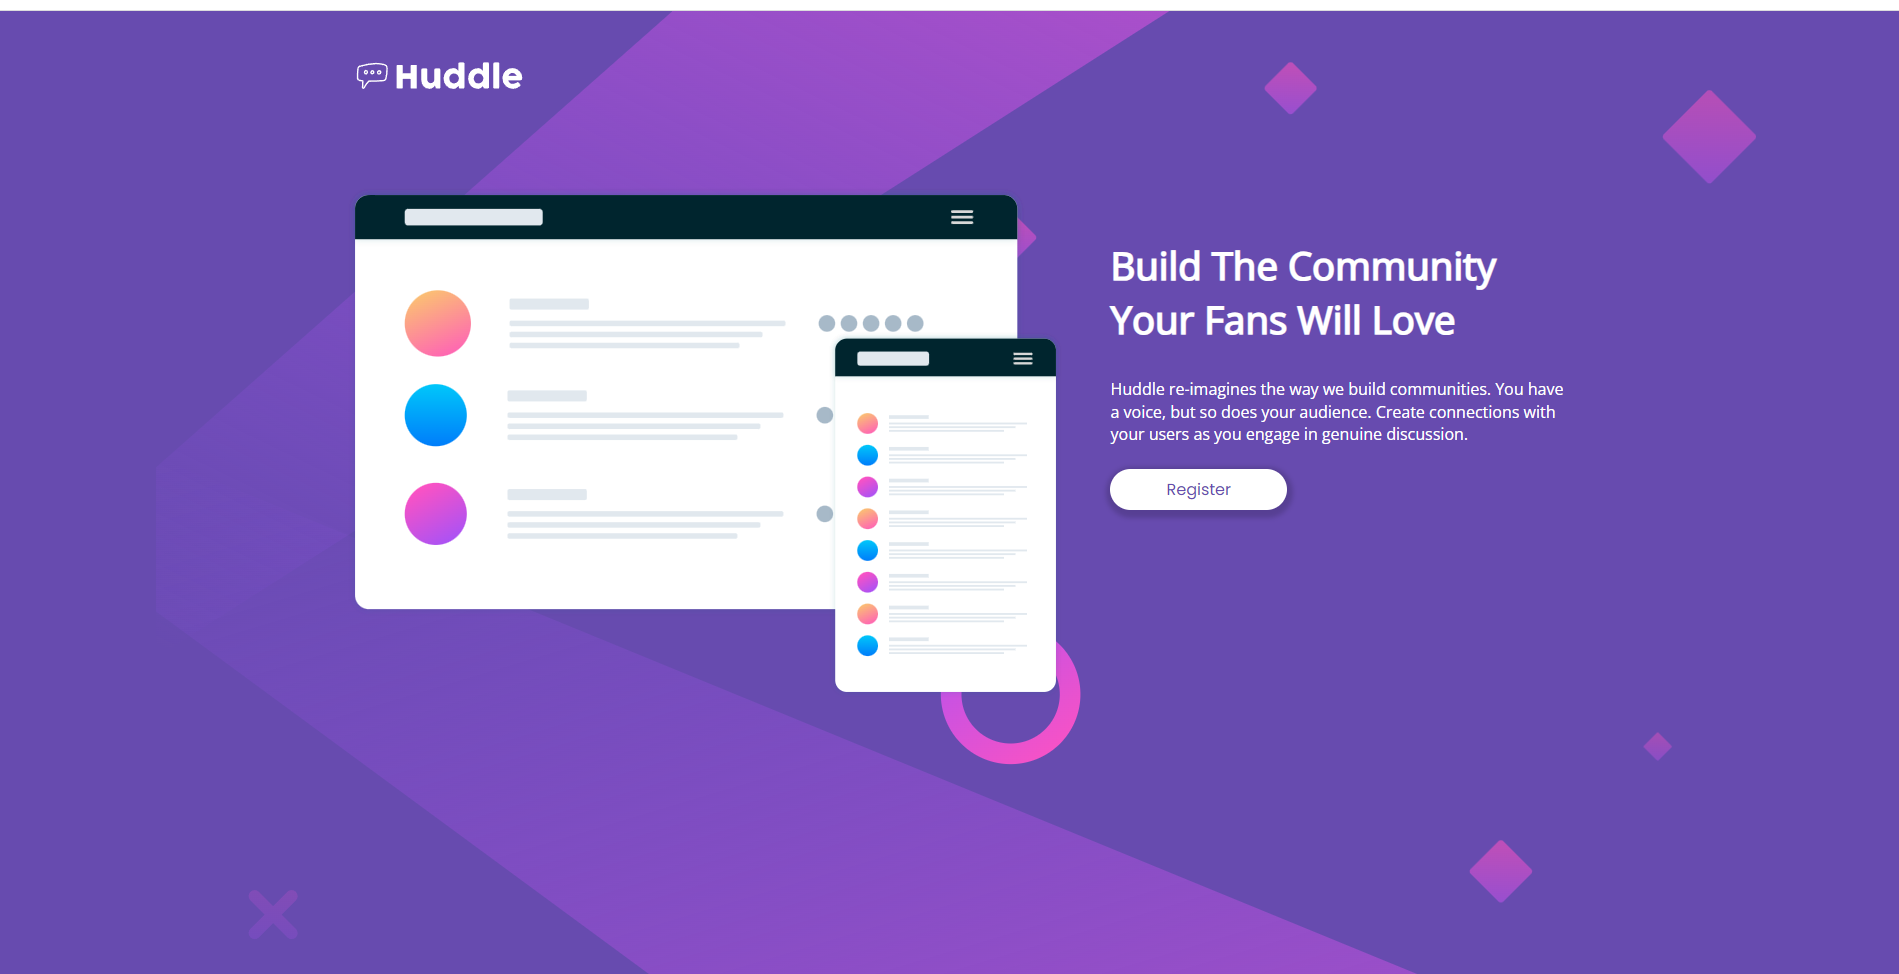 Huddle
Build The Community
Your Fans Will Love
Huddle re-imagines the way we build communities. You have
a voice, but so does your audience. Create connections with
your users as you engage in genuine discussion.
Register